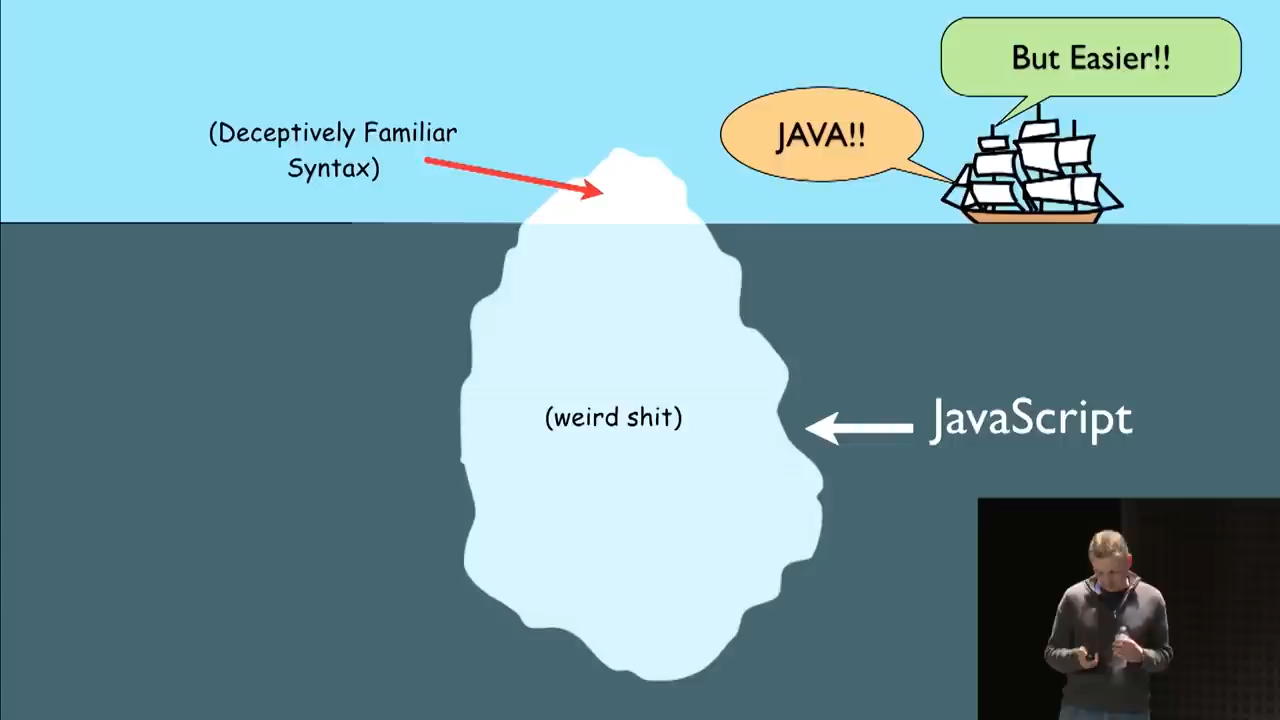 But Easier!!
JAVA!!
(Deceptively Familiar
Syntax)
(weird shit)
JavaScript